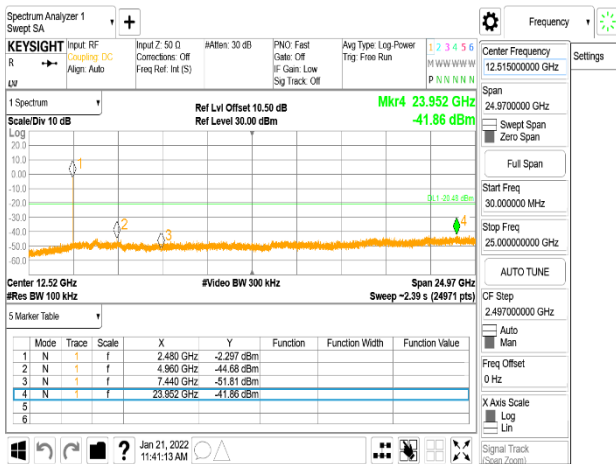 Spectrum Analyzer 1
Swept SA
Frequency
KEYSIGHT
R
Input: RF
Coupling: DC
Align: Auto
Input Z: 50 Ω
Corrections: Off
Freq Ref: Int (S)
#Atten: 30 dB
PNO: Fast
Gate: Off
IF Gain: Low
Sig Track: Off
Avg Type: Log-Power
Trig: Free Run
1 2 3 4 5 6
M W W W W W
P N N N N N
1 Spectrum
Scale/Div 10 dB
Ref Lvl Offset 10.50 dB
Ref Level 30.00 dBm
Mkr4 23.952 GHz
-41.86 dBm
Log
20.0
10.0
0.00
-10.0
-20.0
-30.0
-40.0
-50.0
-60.0
1
2
3
4
Center 12.52 GHz
#Res BW 100 kHz
#Video BW 300 kHz
Span 24.97 GHz
Sweep ~2.39 s (24971 pts)
5 Marker Table
Mode Trace Scale X Y Function Function Width Function Value
1 N 1 f 2.480 GHz -2.297 dBm
2 N 1 f 4.960 GHz -44.68 dBm
3 N 1 f 7.440 GHz -51.81 dBm
4 N 1 f 23.952 GHz -41.86 dBm
5
6
Jan 21, 2022
11:41:13 AM
Center Frequency
12.515000000 GHz
Settings
Span
24.9700000 GHz
Swept Span
Zero Span
Full Span
Start Freq
30.000000 MHz
Stop Freq
25.000000000 GHz
AUTO TUNE
CF Step
2.497000000 GHz
Auto
Man
Freq Offset
0 Hz
X Axis Scale
Log
Lin
Signal Track
(Span Zoom)